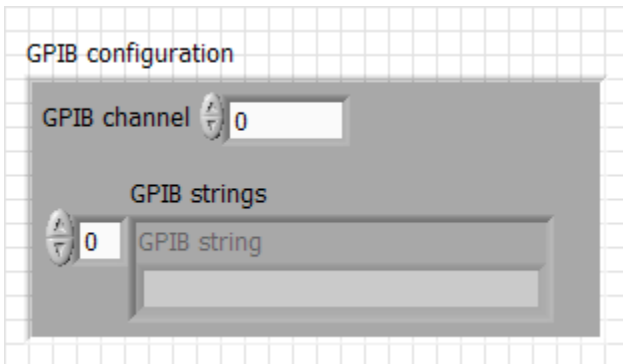 GPIB configuration
GPIB channel 0
GPIB strings
0 GPIB string